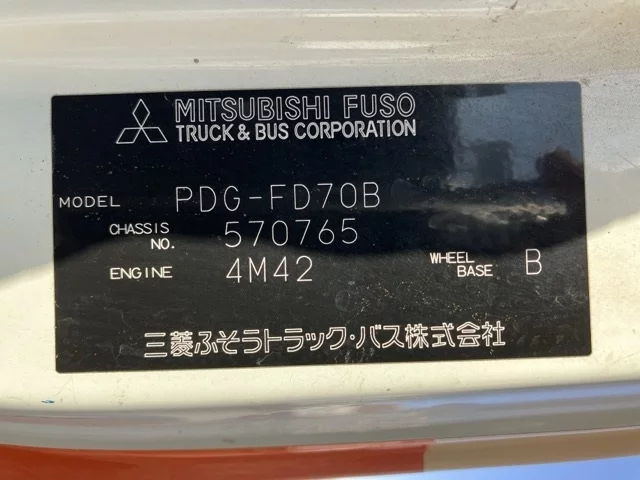 MITSUBISHI FUSO
TRUCK & BUS CORPORATION
MODEL PDG-FD70B
CHASSIS NO. 570765
ENGINE 4M42 WHEEL BASE B
三菱ふそうトラック・バス株式会社